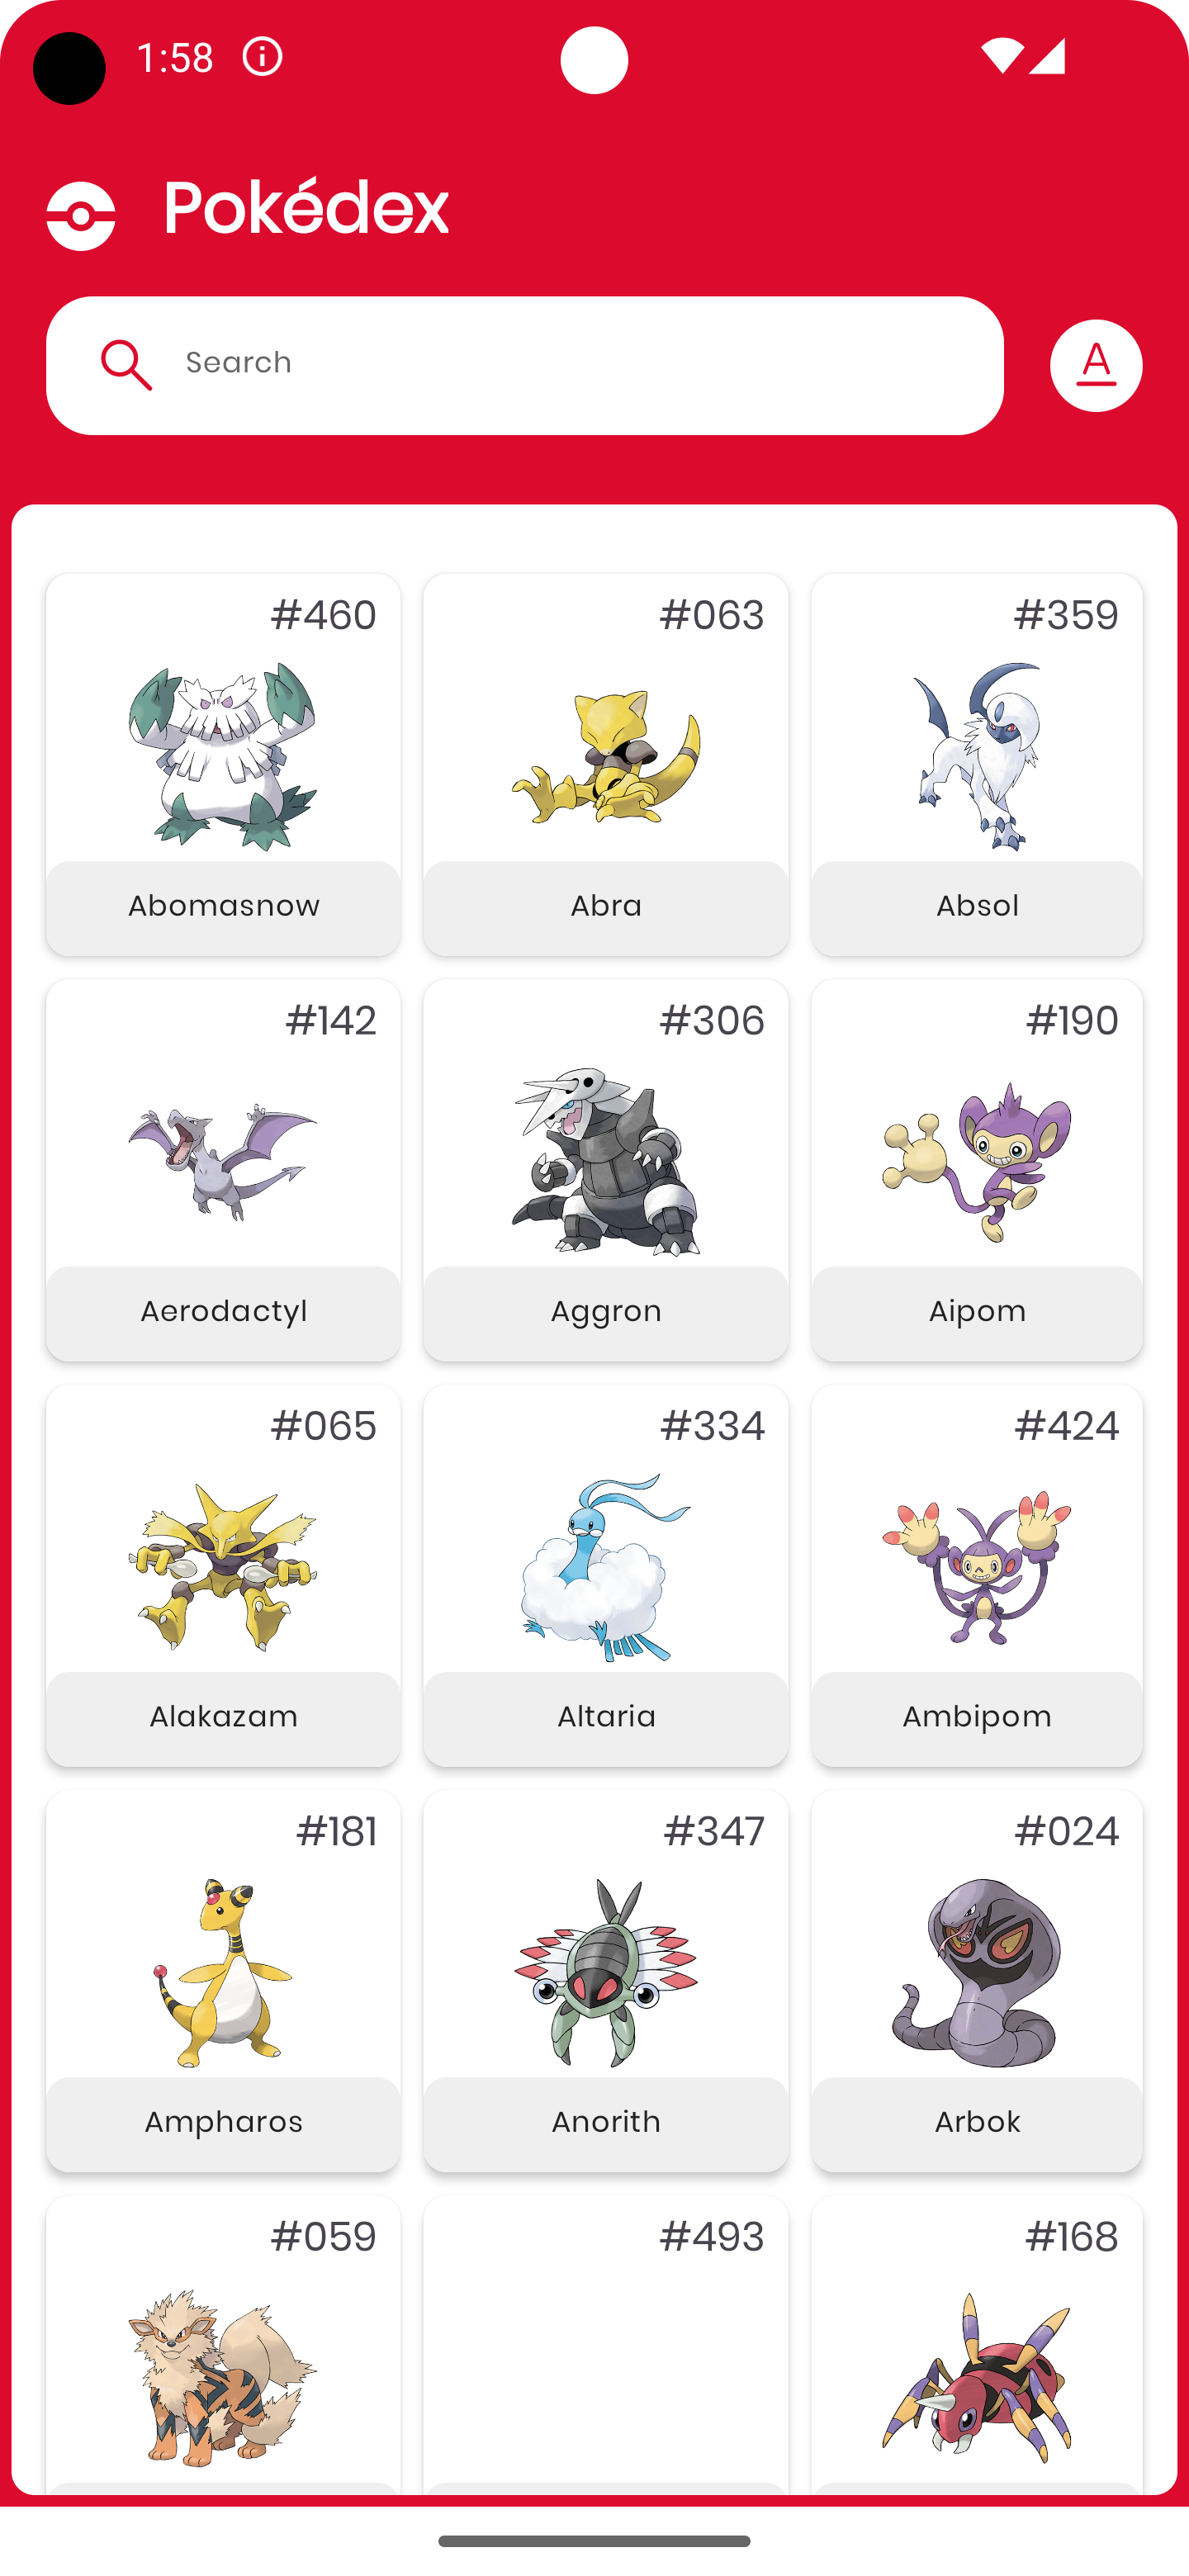 1:58
Pokédex
Search
A
#460
#063
#359
Abomasnow
Abra
Absol
#142
#306
#190
Aerodactyl
Aggron
Aipom
#065
#334
#424
Alakazam
Altaria
Ambipom
#181
#347
#024
Ampharos
Anorith
Arbok
#059
#493
#168